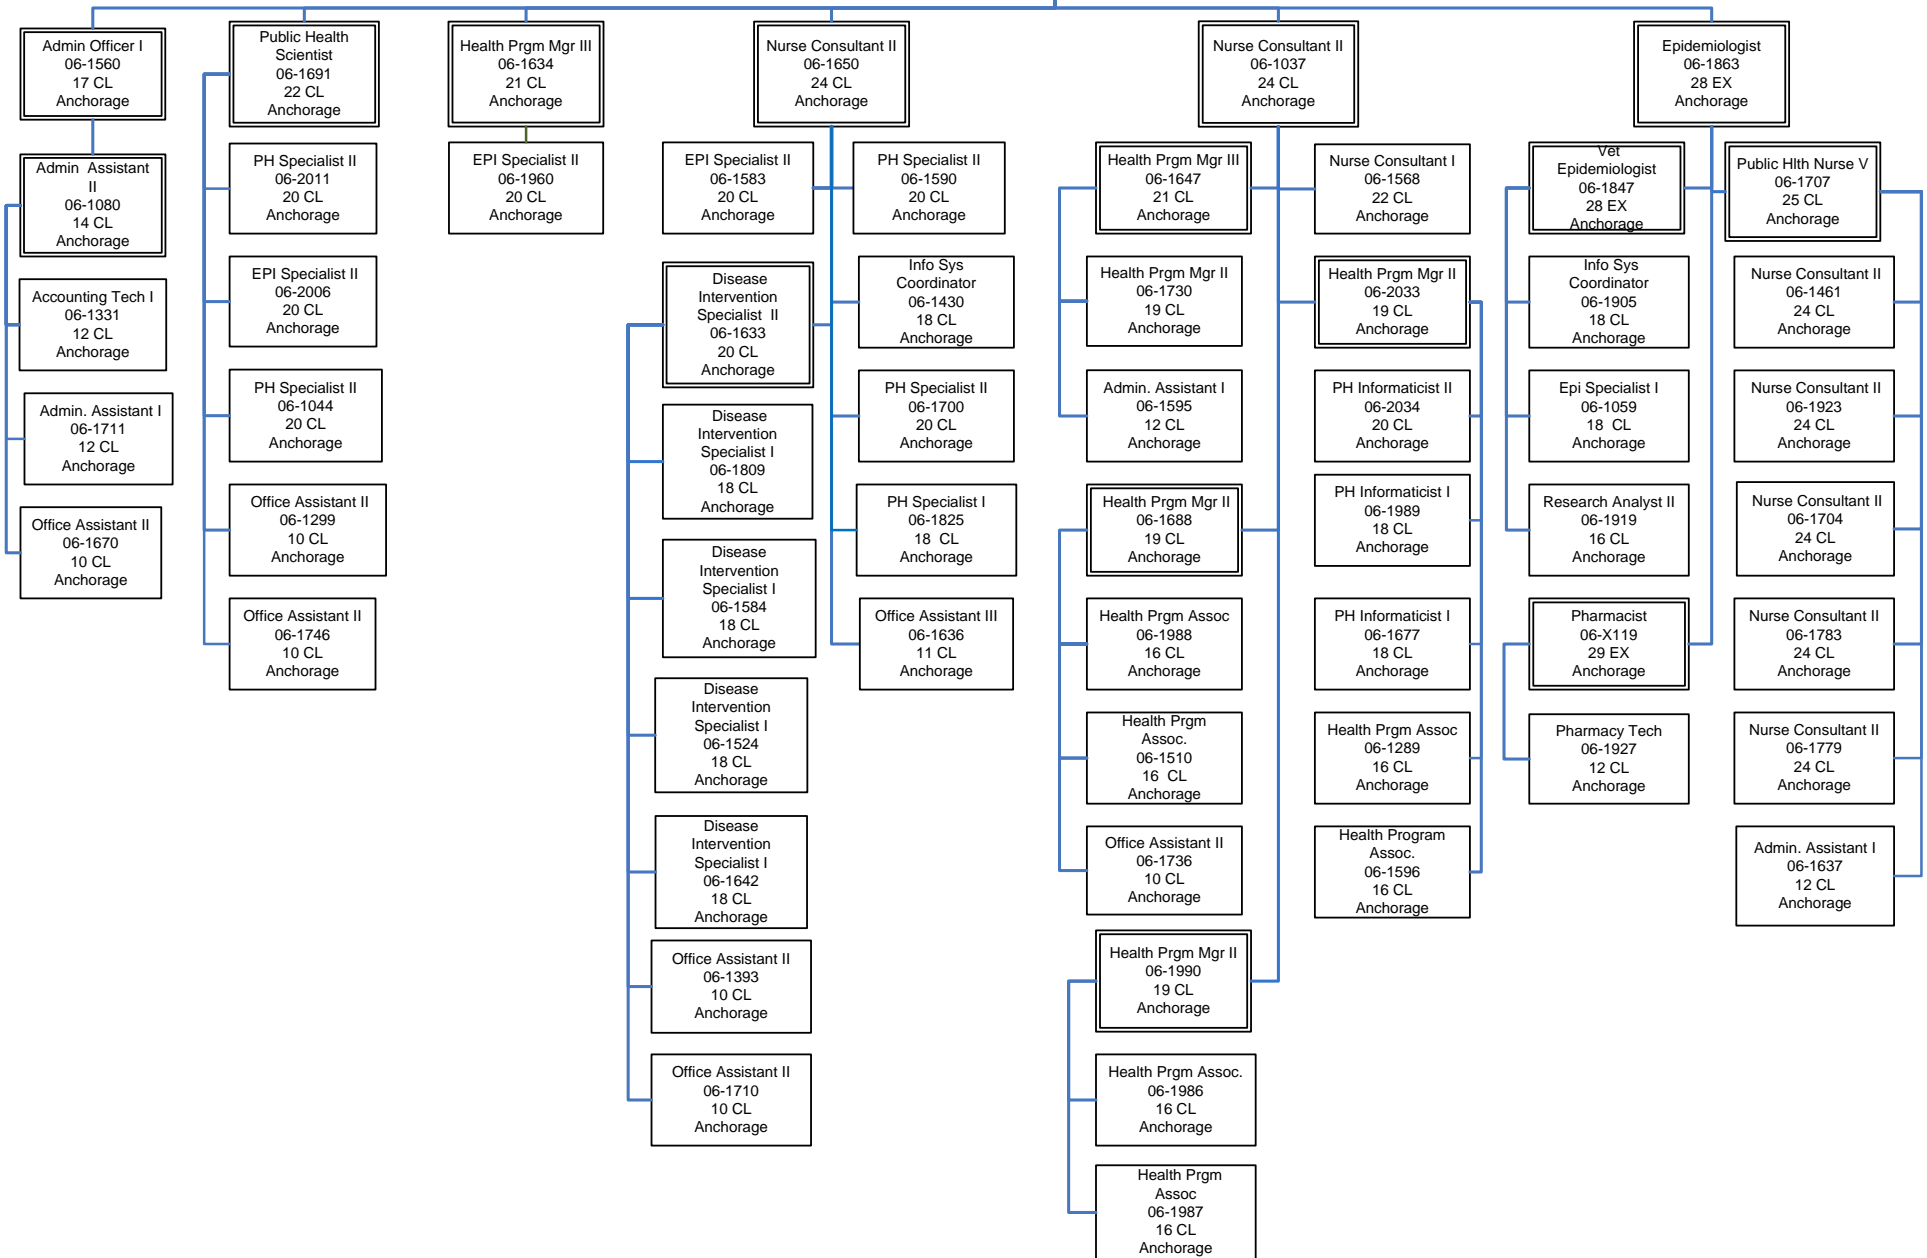 Admin Officer I
06-1560
17 CL
Anchorage
Public Health
Scientist
06-1691
22 CL
Anchorage
Health Prgm Mgr III
06-1634
21 CL
Anchorage
Nurse Consultant II
06-1650
24 CL
Anchorage
Nurse Consultant II
06-1037
24 CL
Anchorage
Epidemiologist
06-1863
28 EX
Anchorage
Admin Assistant
II
06-1080
14 CL
Anchorage
Accounting Tech I
06-1331
12 CL
Anchorage
Admin. Assistant I
06-1711
12 CL
Anchorage
Office Assistant II
06-1670
10 CL
Anchorage
PH Specialist II
06-2011
20 CL
Anchorage
EPI Specialist II
06-2006
20 CL
Anchorage
PH Specialist II
06-1044
20 CL
Anchorage
Office Assistant II
06-1299
10 CL
Anchorage
Office Assistant II
06-1746
10 CL
Anchorage
EPI Specialist II
06-1960
20 CL
Anchorage
EPI Specialist II
06-1583
20 CL
Anchorage
Disease
Intervention
Specialist II
06-1633
20 CL
Anchorage
Disease
Intervention
Specialist I
06-1809
18 CL
Anchorage
Disease
Intervention
Specialist I
06-1584
18 CL
Anchorage
Disease
Intervention
Specialist I
06-1524
18 CL
Anchorage
Disease
Intervention
Specialist I
06-1642
18 CL
Anchorage
Office Assistant II
06-1393
10 CL
Anchorage
Office Assistant II
06-1710
10 CL
Anchorage
PH Specialist II
06-1590
20 CL
Anchorage
Info Sys
Coordinator
06-1430
18 CL
Anchorage
PH Specialist II
06-1700
20 CL
Anchorage
PH Specialist I
06-1825
18 CL
Anchorage
Office Assistant III
06-1636
11 CL
Anchorage
Health Prgm Mgr III
06-1647
21 CL
Anchorage
Health Prgm Mgr II
06-1730
19 CL
Anchorage
Admin. Assistant I
06-1595
12 CL
Anchorage
Health Prgm Mgr II
06-1688
19 CL
Anchorage
Health Prgm Assoc
06-1988
16 CL
Anchorage
Health Prgm
Assoc.
06-1510
16 CL
Anchorage
Office Assistant II
06-1736
10 CL
Anchorage
Health Prgm Mgr II
06-1990
19 CL
Anchorage
Health Prgm Assoc.
06-1986
16 CL
Anchorage
Health Prgm
Assoc
06-1987
16 CL
Anchorage
Nurse Consultant I
06-1568
22 CL
Anchorage
Health Prgm Mgr II
06-2033
19 CL
Anchorage
PH Informaticist II
06-2034
20 CL
Anchorage
PH Informaticist I
06-1989
18 CL
Anchorage
PH Informaticist I
06-1677
18 CL
Anchorage
Health Prgm Assoc
06-1289
16 CL
Anchorage
Health Program
Assoc.
06-1596
16 CL
Anchorage
Vet
Epidemiologist
06-1847
28 EX
Anchorage
Info Sys
Coordinator
06-1905
18 CL
Anchorage
Epi Specialist I
06-1059
18 CL
Anchorage
Research Analyst II
06-1919
16 CL
Anchorage
Pharmacist
06-X119
29 EX
Anchorage
Pharmacy Tech
06-1927
12 CL
Anchorage
Public Hlth Nurse V
06-1707
25 CL
Anchorage
Nurse Consultant II
06-1461
24 CL
Anchorage
Nurse Consultant II
06-1923
24 CL
Anchorage
Nurse Consultant II
06-1704
24 CL
Anchorage
Nurse Consultant II
06-1783
24 CL
Anchorage
Nurse Consultant II
06-1779
24 CL
Anchorage
Admin. Assistant I
06-1637
12 CL
Anchorage